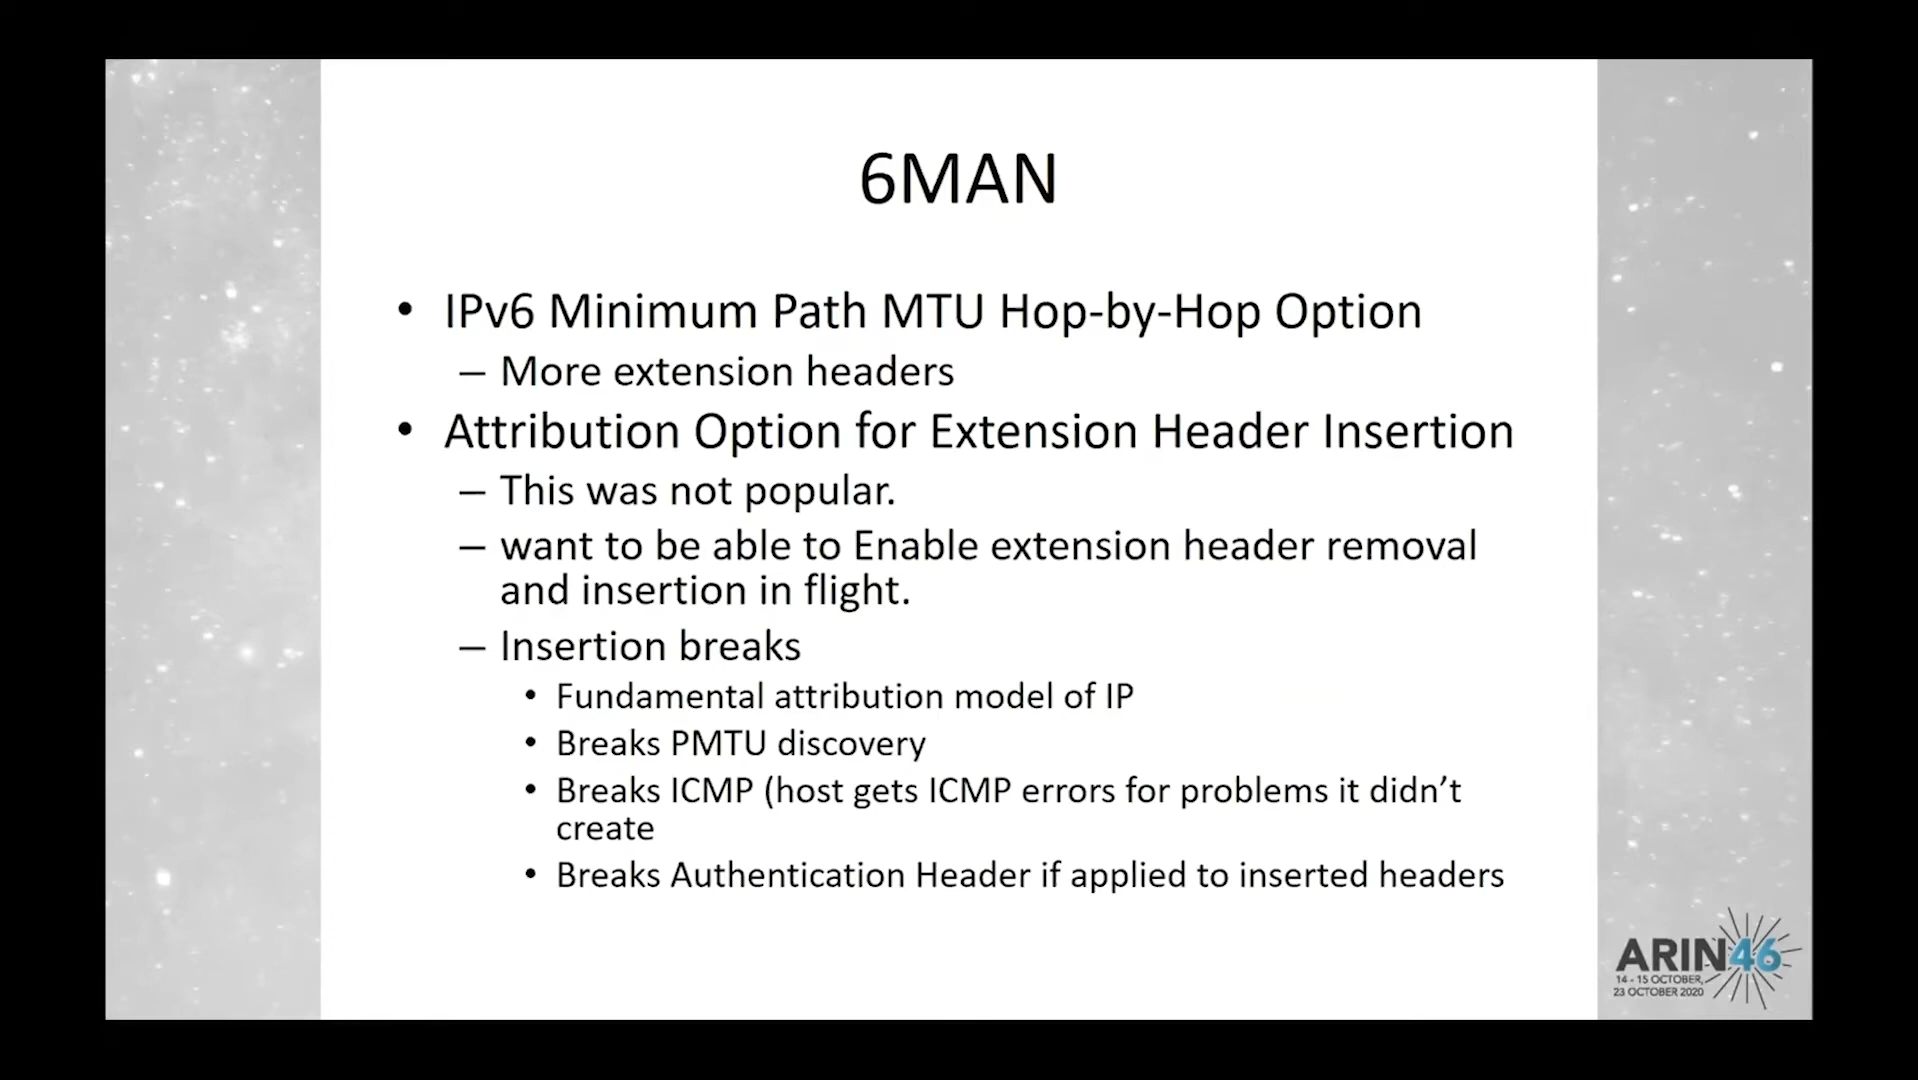 6MAN
• IPv6 Minimum Path MTU Hop-by-Hop Option
– More extension headers
• Attribution Option for Extension Header Insertion
– This was not popular.
– want to be able to Enable extension header removal
and insertion in flight.
– Insertion breaks
• Fundamental attribution model of IP
• Breaks PMTU discovery
• Breaks ICMP (host gets ICMP errors for problems it didn’t
create
• Breaks Authentication Header if applied to inserted headers
ARIN46
14 - 15 OCTOBER,
23 OCTOBER 2020